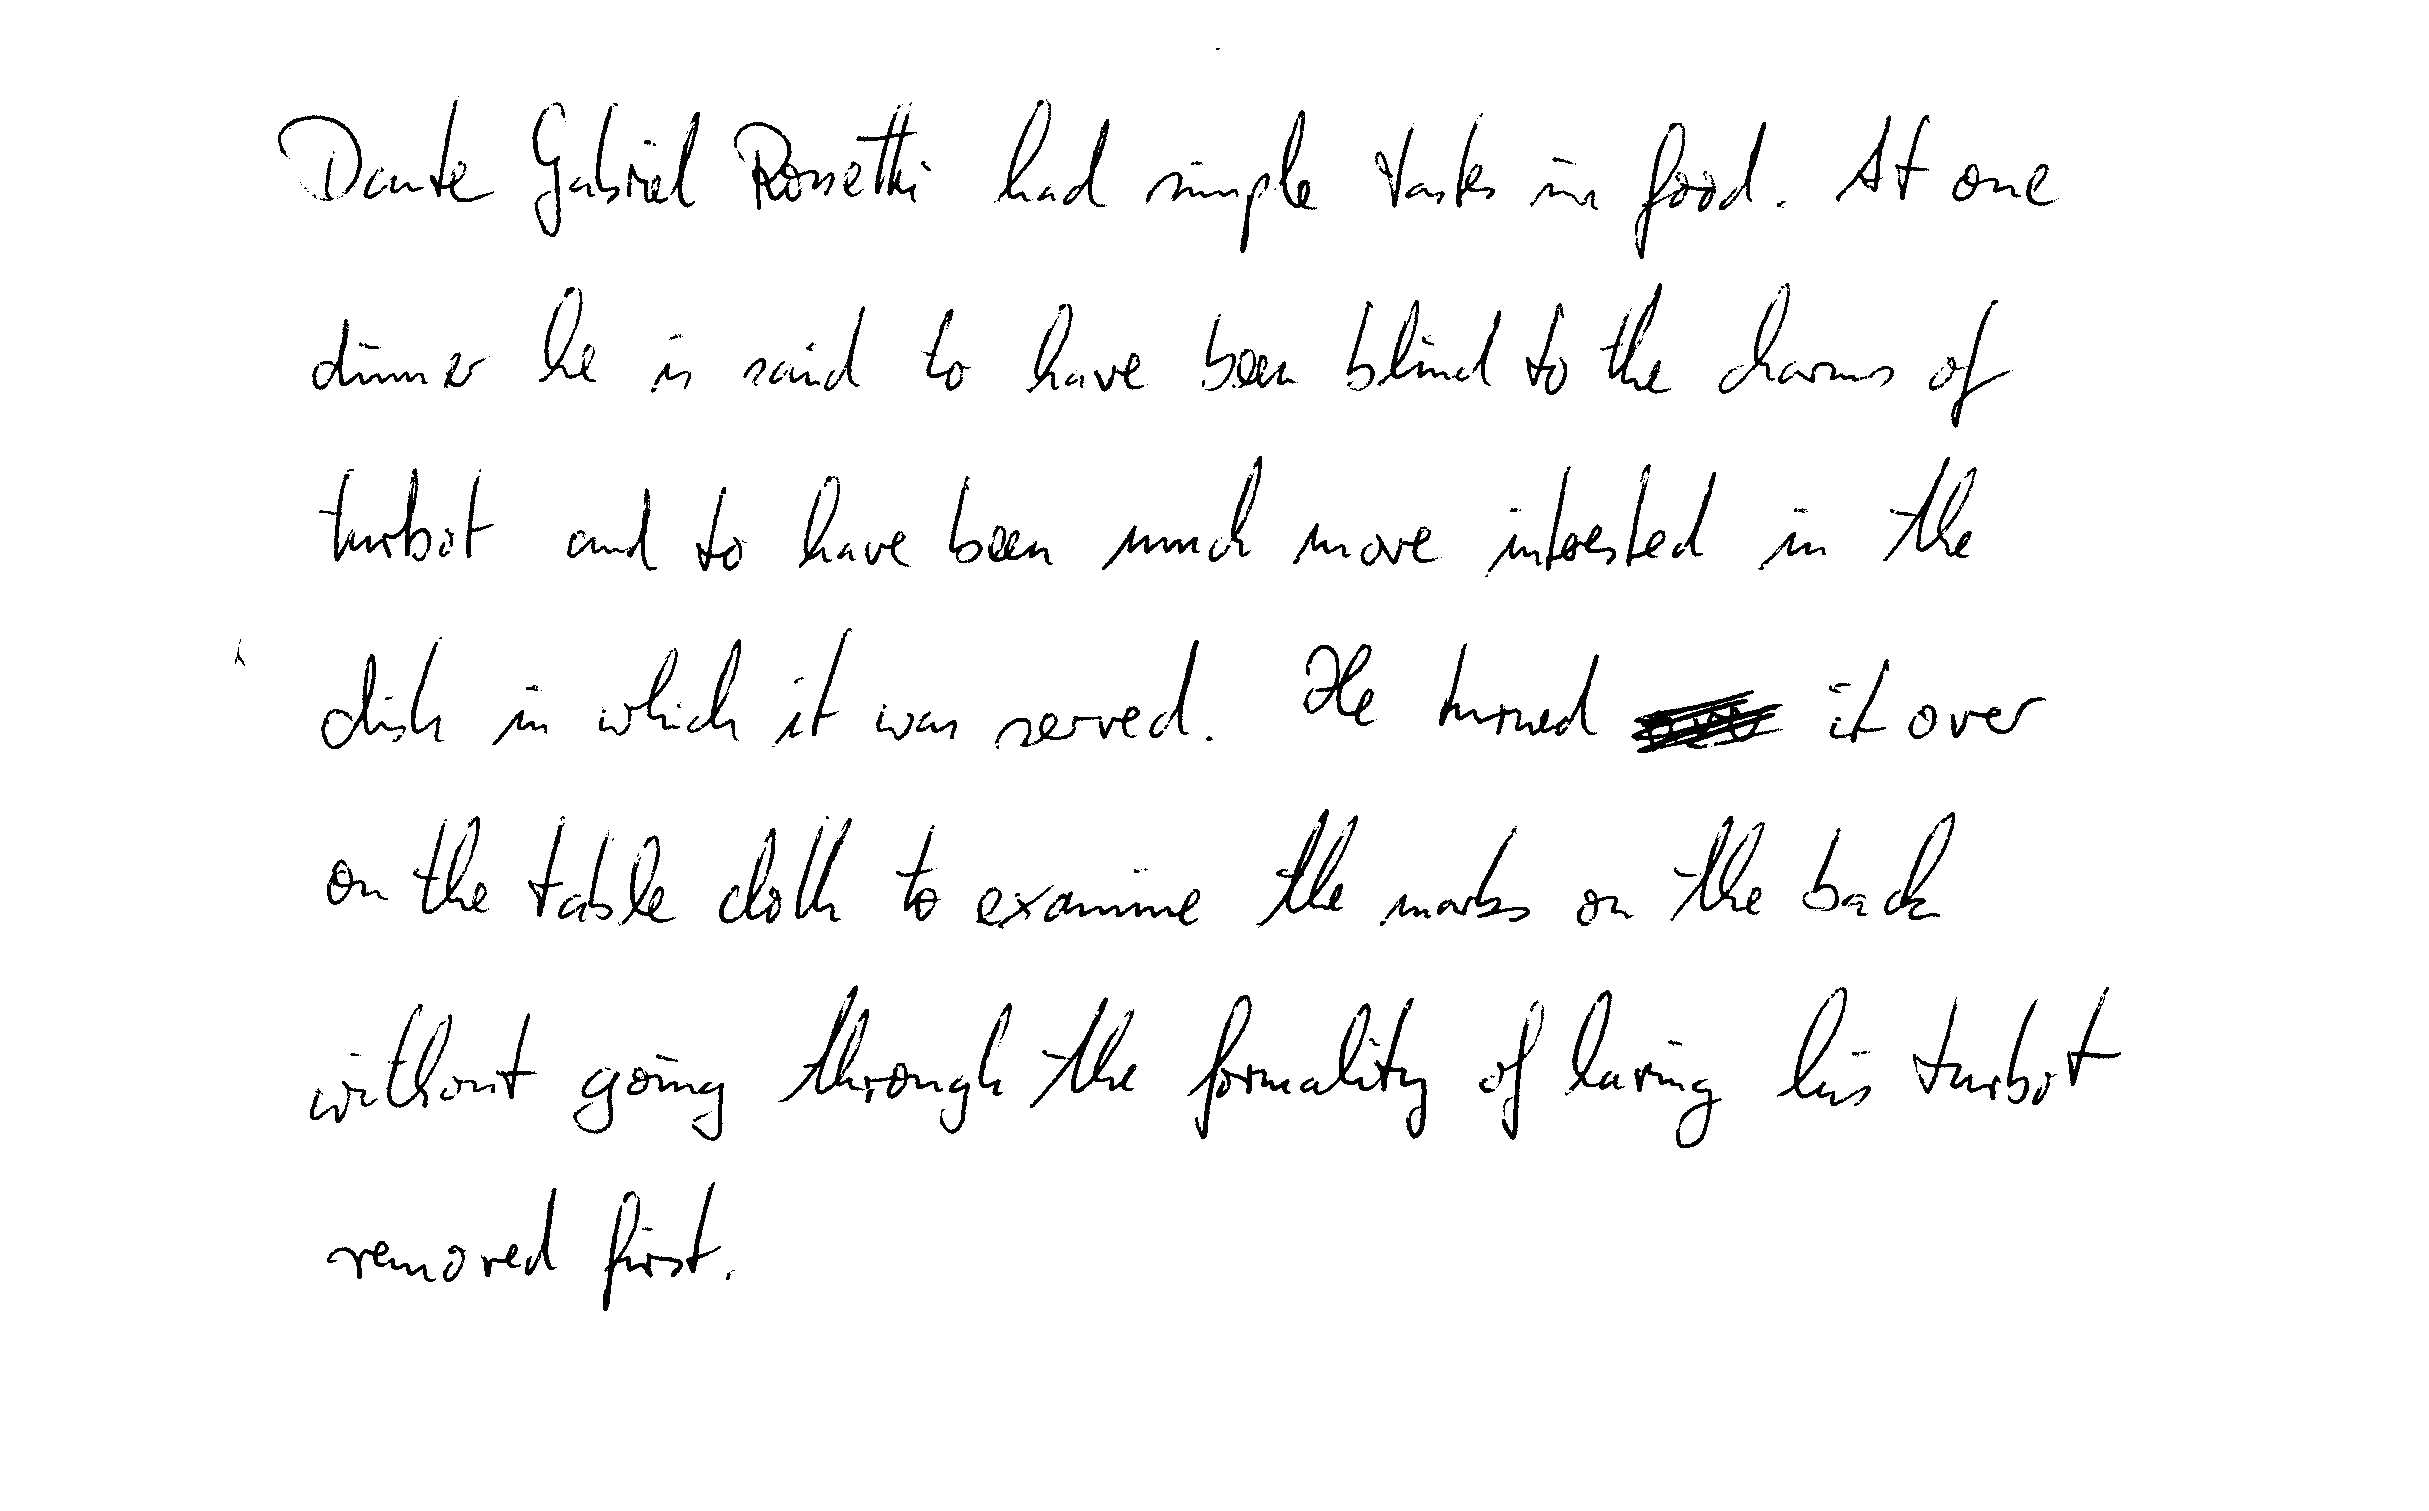 Dante Gabriel Rossetti had simple tastes in food. At one
dinner he is said to have been blind to the charms of
turbot and to have been much more interested in the
dish in which it was served. He turned it over
on the table cloth to examine the marks on the back
without going through the formality of having his turbot
removed first.